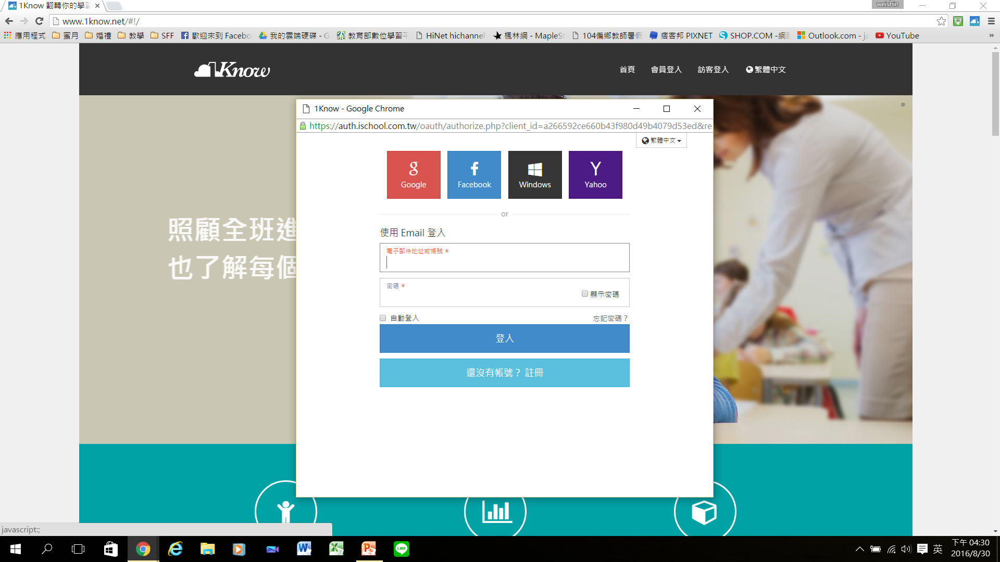 1Know 翻轉你的學習
weishin
www.1know.net/#!/
應用程式 蜜月 婚禮 教學 SFF 歡迎來到 Facebo 我的雲端硬碟 - G 教育部數位學習平 HiNet hichannel 楓林網 - MapleSt 104偏鄉教師暑假 痞客邦 PIXNET SHOP.COM -網路 Outlook.com - ja YouTube »
1Know
首頁 會員登入 訪客登入 繁體中文
1Know - Google Chrome
https://auth.ischool.com.tw/oauth/authorize.php?client_id=a266592ce660b43f980d49b4079d53ed&re
繁體中文
Google Facebook Windows Yahoo
or
照顧全班進
也了解每個
使用 Email 登入
電子郵件地址或帳號 *
密碼 *
顯示密碼
自動登入 忘記密碼？
登入
還沒有帳號？ 註冊
javascript:;
LINE
英
下午 04:30
2016/8/30